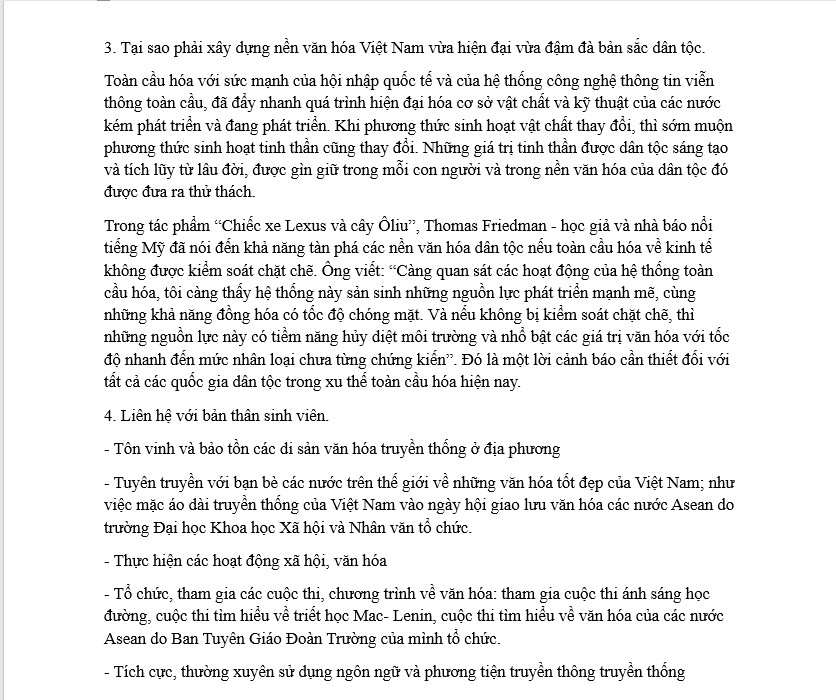 3. Tại sao phải xây dựng nền văn hóa Việt Nam vừa hiện đại vừa đậm đà bản sắc dân tộc.
Toàn cầu hóa với sức mạnh của hội nhập quốc tế và của hệ thống công nghệ thông tin viễn
thông toàn cầu, đã đẩy nhanh quá trình hiện đại hóa cơ sở vật chất và kỹ thuật của các nước
kém phát triển và đang phát triển. Khi phương thức sinh hoạt vật chất thay đổi, thì sớm muộn
phương thức sinh hoạt tinh thần cũng thay đổi. Những giá trị tinh thần được dân tộc sáng tạo
và tích lũy từ lâu đời, được gìn giữ trong mỗi con người và trong nền văn hóa của dân tộc đó
được đưa ra thử thách.
Trong tác phẩm “Chiếc xe Lexus và cây Ôliu”, Thomas Friedman - học giả và nhà báo nổi
tiếng Mỹ đã nói đến khả năng tàn phá các nền văn hóa dân tộc nếu toàn cầu hóa về kinh tế
không được kiểm soát chặt chẽ. Ông viết: “Càng quan sát các hoạt động của hệ thống toàn
cầu hóa, tôi càng thấy hệ thống này sản sinh những nguồn lực phát triển mạnh mẽ, cùng
những khả năng đồng hóa có tốc độ chóng mặt. Và nếu không bị kiểm soát chặt chẽ, thì
những nguồn lực này có tiềm năng hủy diệt môi trường và nhổ bật các giá trị văn hóa với tốc
độ nhanh đến mức nhân loại chưa từng chứng kiến”. Đó là một lời cảnh báo cần thiết đối với
tất cả các quốc gia dân tộc trong xu thế toàn cầu hóa hiện nay.
4. Liên hệ với bản thân sinh viên.
- Tôn vinh và bảo tồn các di sản văn hóa truyền thống ở địa phương
- Tuyên truyền với bạn bè các nước trên thế giới về những văn hóa tốt đẹp của Việt Nam; như
việc mặc áo dài truyền thống của Việt Nam vào ngày hội giao lưu văn hóa các nước Asean do
trường Đại học Khoa học Xã hội và Nhân văn tổ chức.
- Thực hiện các hoạt động xã hội, văn hóa
- Tổ chức, tham gia các cuộc thi, chương trình về văn hóa: tham gia cuộc thi ánh sáng học
đường, cuộc thi tìm hiểu về triết học Mac- Lenin, cuộc thi tìm hiểu về văn hóa của các nước
Asean do Ban Tuyên Giáo Đoàn Trường của mình tổ chức.
- Tích cực, thường xuyên sử dụng ngôn ngữ và phương tiện truyền thông truyền thống